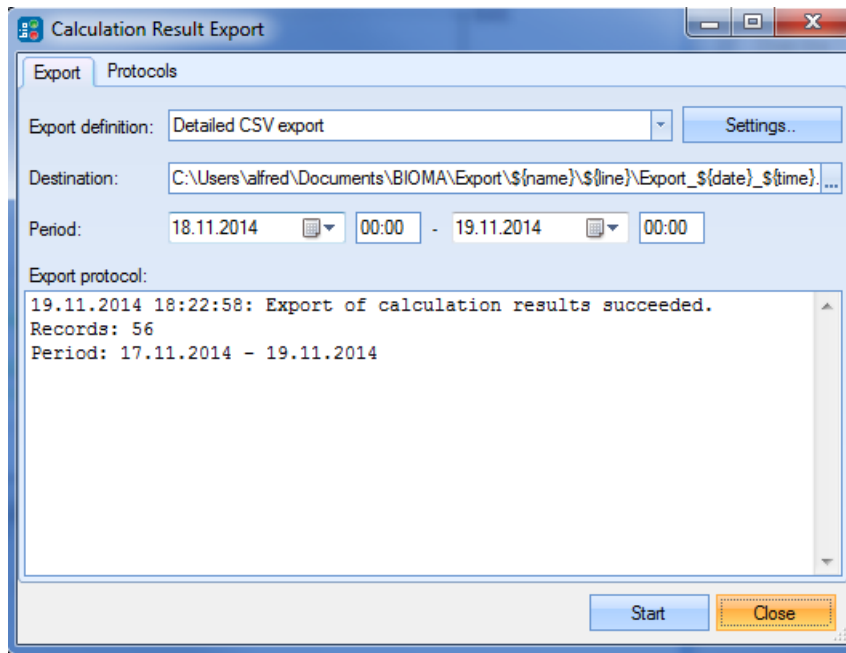 Calculation Result Export
Export Protocols
Export definition: Detailed CSV export Settings..
Destination: C:\Users\alfred\Documents\BIOMA\Export\${name}\${line}\Export_${date}_${time}. ...
Period: 18.11.2014 00:00 - 19.11.2014 00:00
Export protocol:
19.11.2014 18:22:58: Export of calculation results succeeded.
Records: 56
Period: 17.11.2014 - 19.11.2014
Start Close